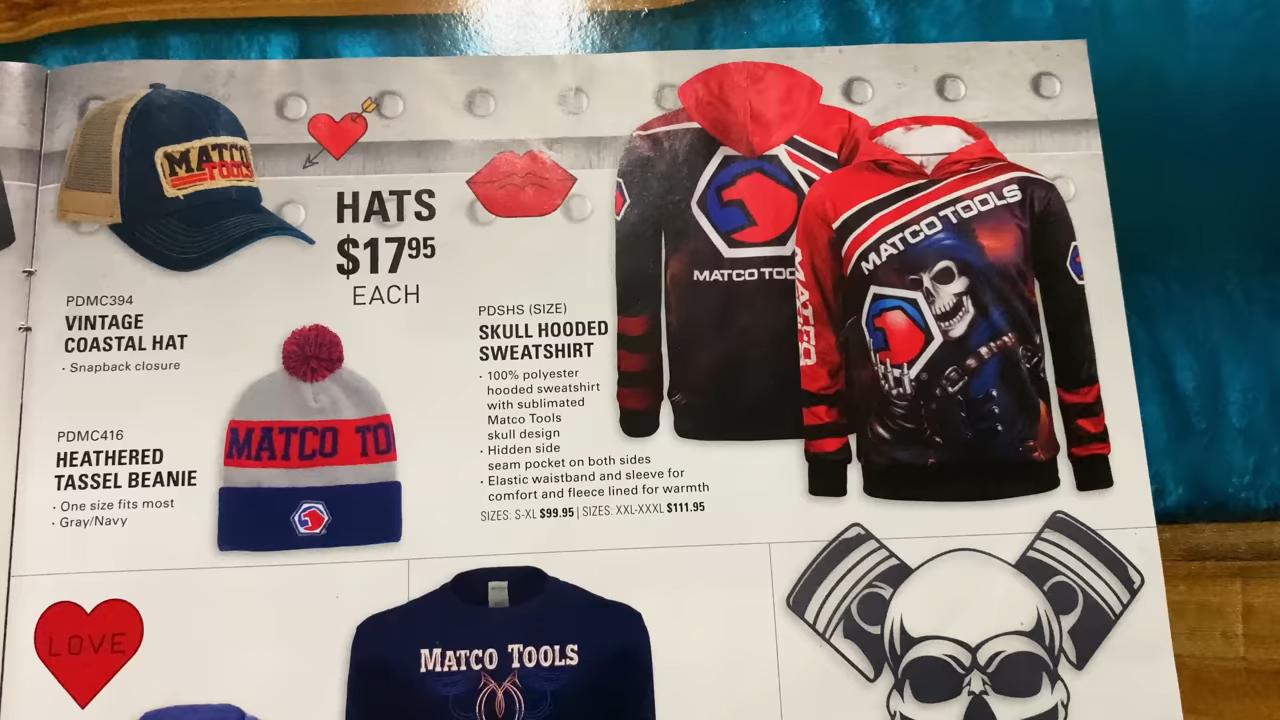 MATCO
TOOLS
HATS
$1795
EACH
PDMC394
VINTAGE
COASTAL HAT
· Snapback closure
PDMC416
HEATHERED
TASSEL BEANIE
· One size fits most
· Gray/Navy
MATCO TO
PDSHS (SIZE)
SKULL HOODED
SWEATSHIRT
· 100% polyester
hooded sweatshirt
with sublimated
Matco Tools
skull design
· Hidden side
seam pocket on both sides
· Elastic waistband and sleeve for
comfort and fleece lined for warmth
SIZES: S-XL $99.95 | SIZES: XXL-XXXL $111.95
MATCO TOO
MATCO TOOLS
MATCO
LOVE
MATCO TOOLS